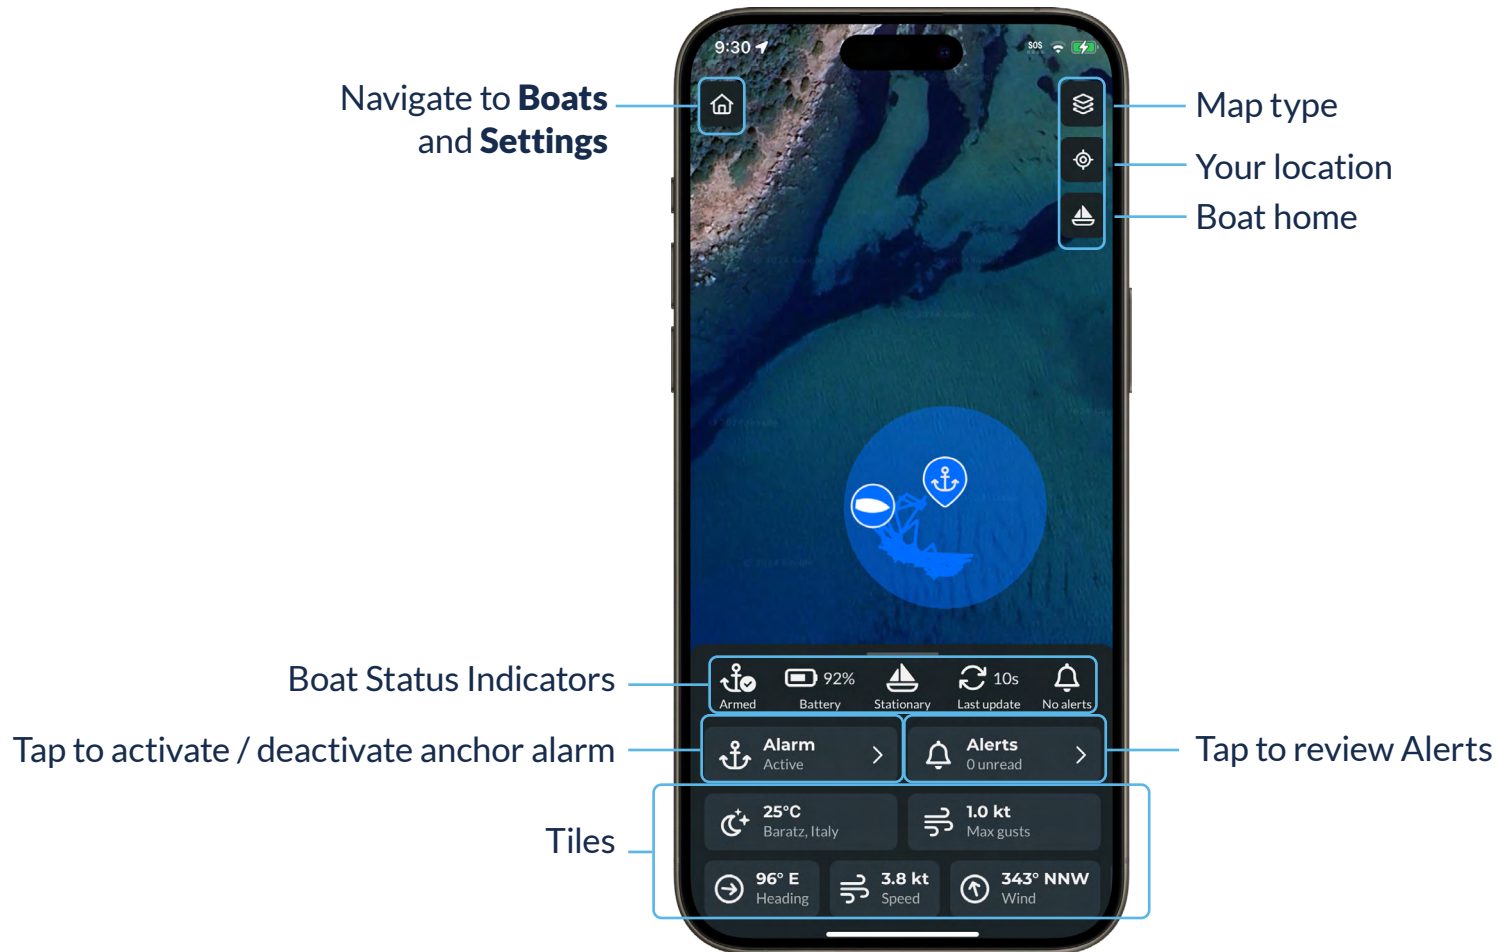 9:30
SOS
Navigate to Boats
and Settings
Map type
Your location
Boat home
© 2024 Google
Boat Status Indicators
92%
10s
Armed
Battery
Stationary
Last update
No alerts
Tap to activate / deactivate anchor alarm
Alarm
Active
Alerts
0 unread
Tap to review Alerts
Tiles
25°C
Baratz, Italy
1.0 kt
Max gusts
96° E
Heading
3.8 kt
Speed
343° NNW
Wind